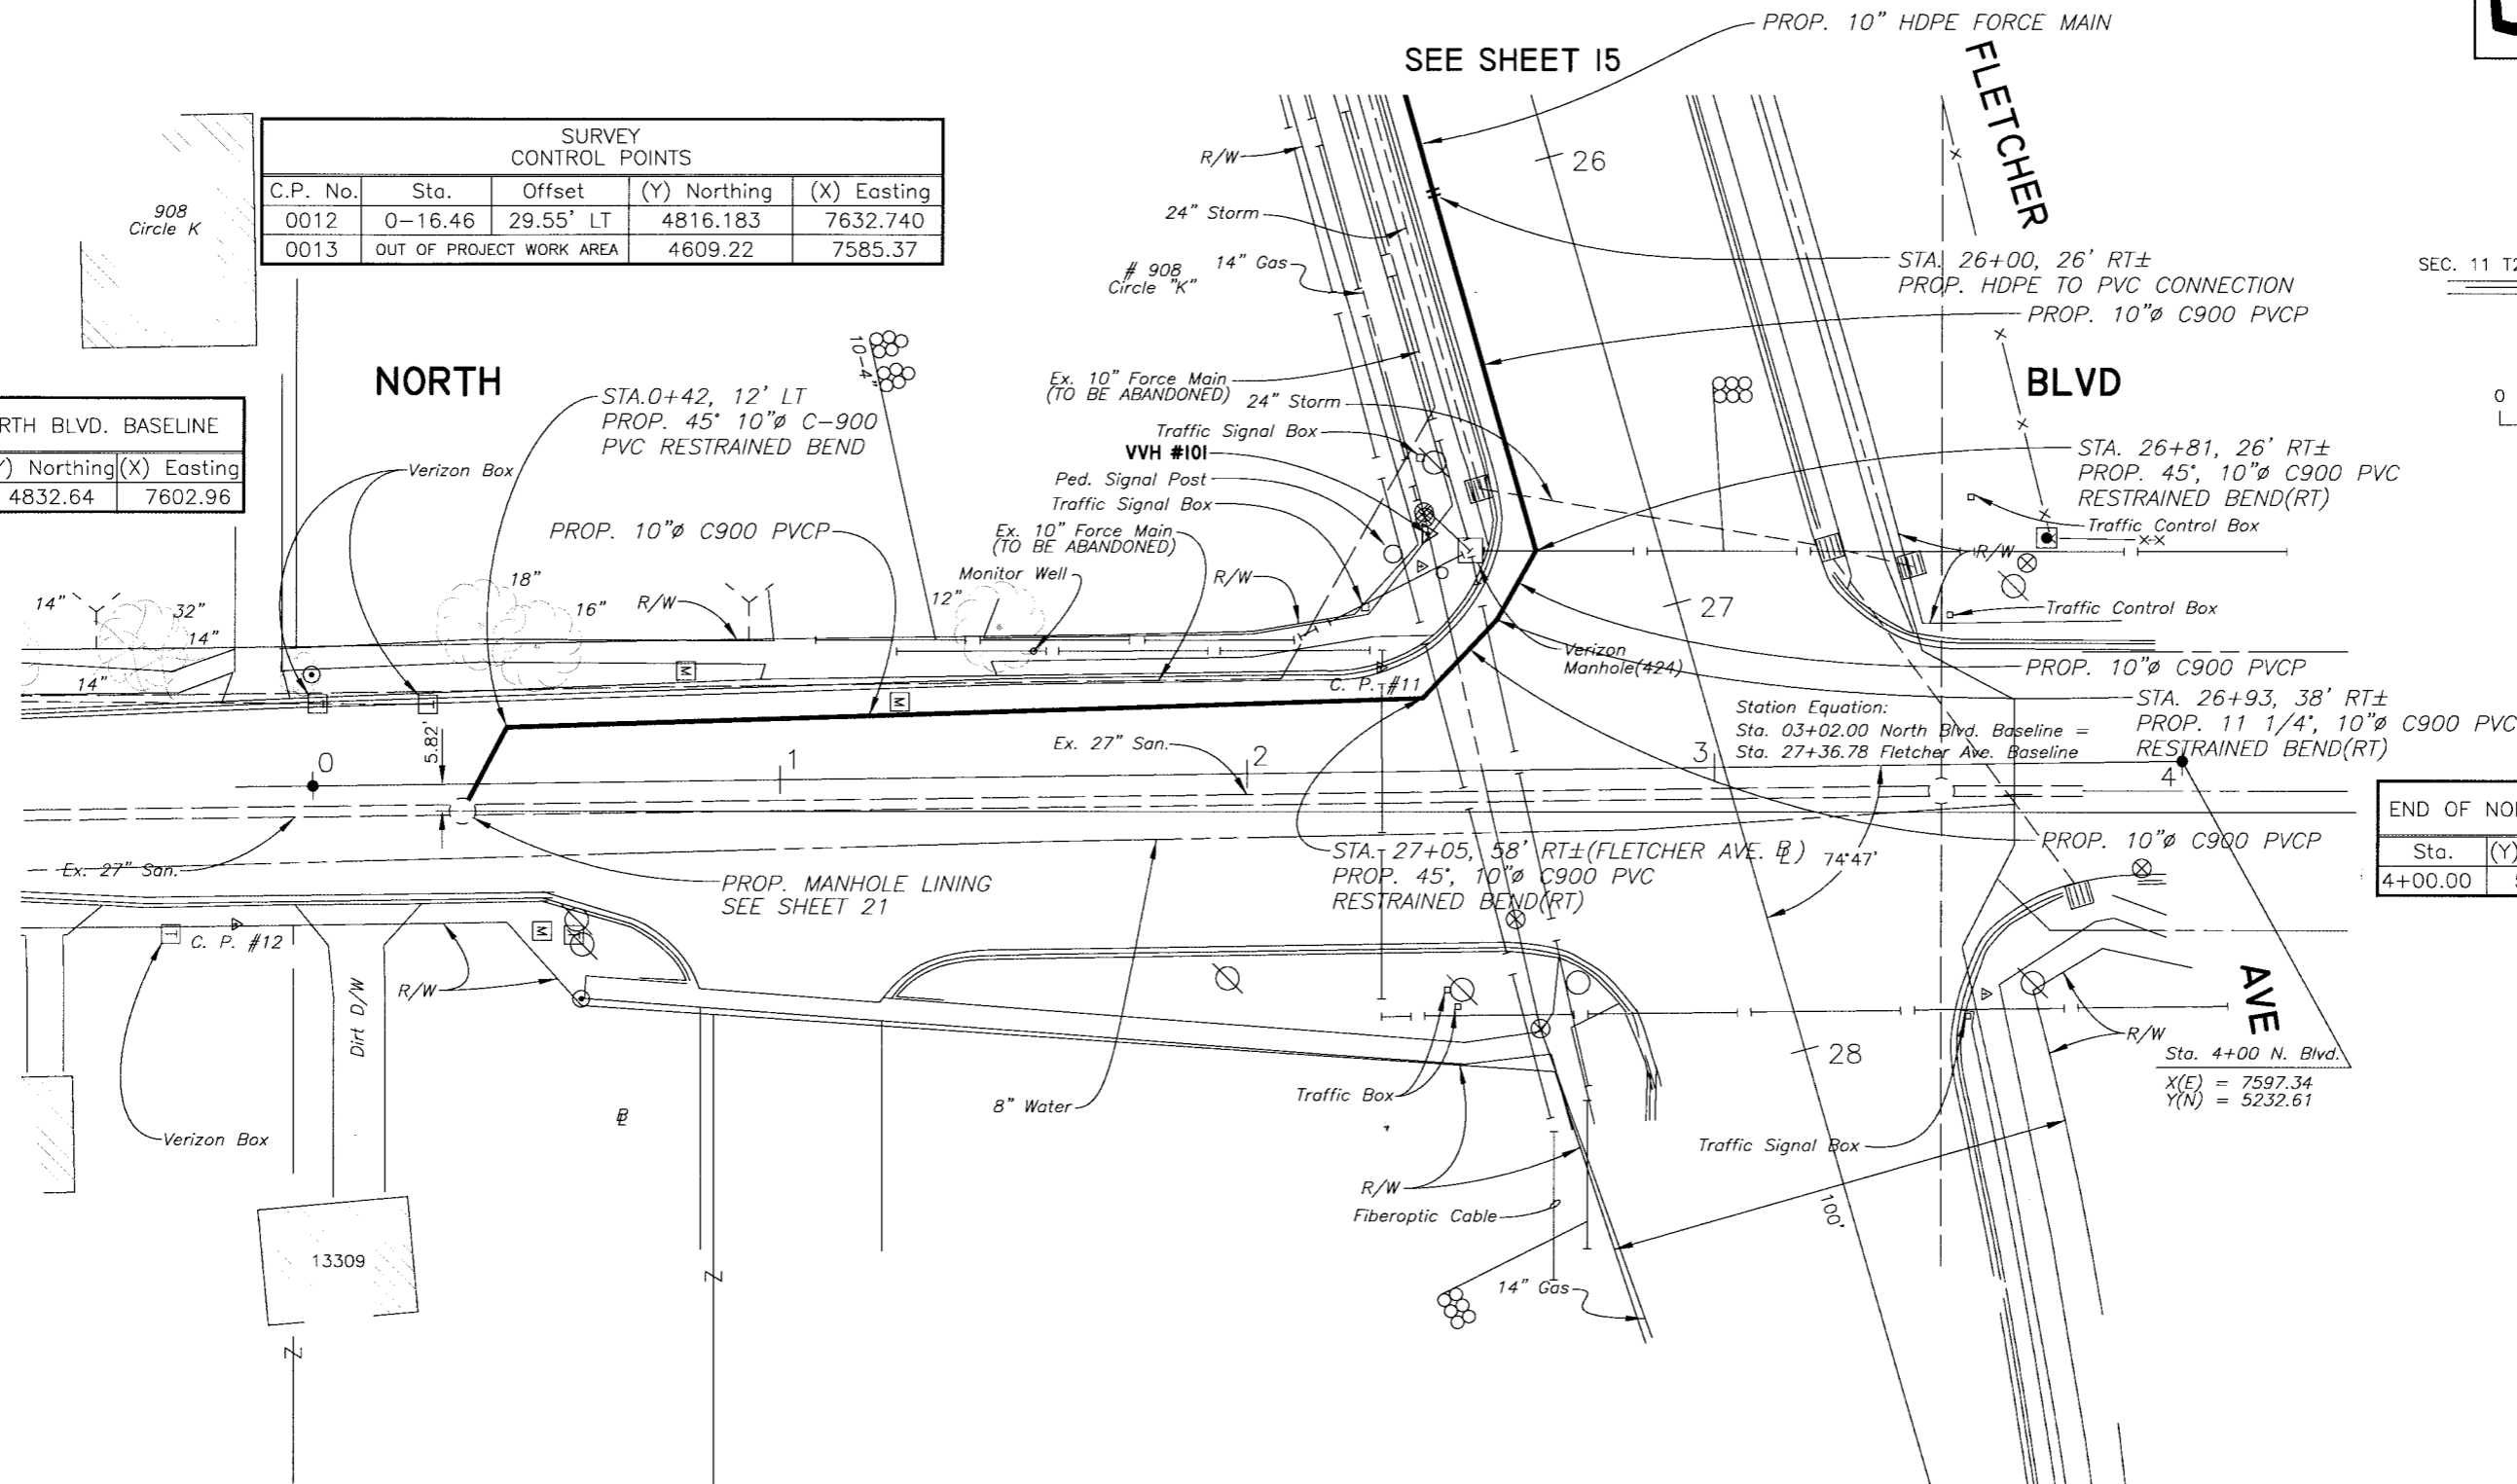 PROP. 10" HDPE FORCE MAIN
SEE SHEET 15
FLETCHER
SURVEY
CONTROL POINTS
C.P. No. Sta. Offset (Y) Northing (X) Easting
0012 0-16.46 29.55' LT 4816.183 7632.740
0013 OUT OF PROJECT WORK AREA 4609.22 7585.37
908
Circle K
R/W
26
24" Storm
# 908
Circle "K"
14" Gas
STA. 26+00, 26' RT±
PROP. HDPE TO PVC CONNECTION
PROP. 10"ø C900 PVCP
SEC. 11
0
NORTH
10-4"
BLVD
STA.0+42, 12' LT
PROP. 45° 10"ø C-900
PVC RESTRAINED BEND
Ex. 10" Force Main
(TO BE ABANDONED)
24" Storm
Traffic Signal Box
VVH #101
Ped. Signal Post
Traffic Signal Box
RTH BLVD. BASELINE
) Northing (X) Easting
4832.64 7602.96
Verizon Box
STA. 26+81, 26' RT±
PROP. 45°, 10"ø C900 PVC
RESTRAINED BEND(RT)
Traffic Control Box
PROP. 10"ø C900 PVCP
Ex. 10" Force Main
(TO BE ABANDONED)
Monitor Well
R/W
R/W
14"
32"
14"
14"
18"
16"
R/W
12"
27
Traffic Control Box
Verizon
Manhole(424)
PROP. 10"ø C900 PVCP
M
M
T
T
C. P. #11
STA. 26+93, 38' RT±
PROP. 11 1/4°, 10"ø C900 PVC
RESTRAINED BEND(RT)
Station Equation:
Sta. 03+02.00 North Blvd. Baseline =
Sta. 27+36.78 Fletcher Ave. Baseline
5.82'
0
1
2
3
4
Ex. 27" San.
END OF NO
Sta. (Y)
4+00.00
PROP. 10"ø C900 PVCP
74°47'
STA. 27+05, 58' RT±(FLETCHER AVE. BL)
PROP. 45°, 10"ø C900 PVC
RESTRAINED BEND(RT)
Ex. 27" San.
PROP. MANHOLE LINING
SEE SHEET 21
T
C. P. #12
M
R/W
Dirt D/W
AVE
R/W
Sta. 4+00 N. Blvd.
X(E) = 7597.34
Y(N) = 5232.61
28
8" Water
Traffic Box
Verizon Box
Traffic Signal Box
R/W
Fiberoptic Cable
100'
14" Gas
13309